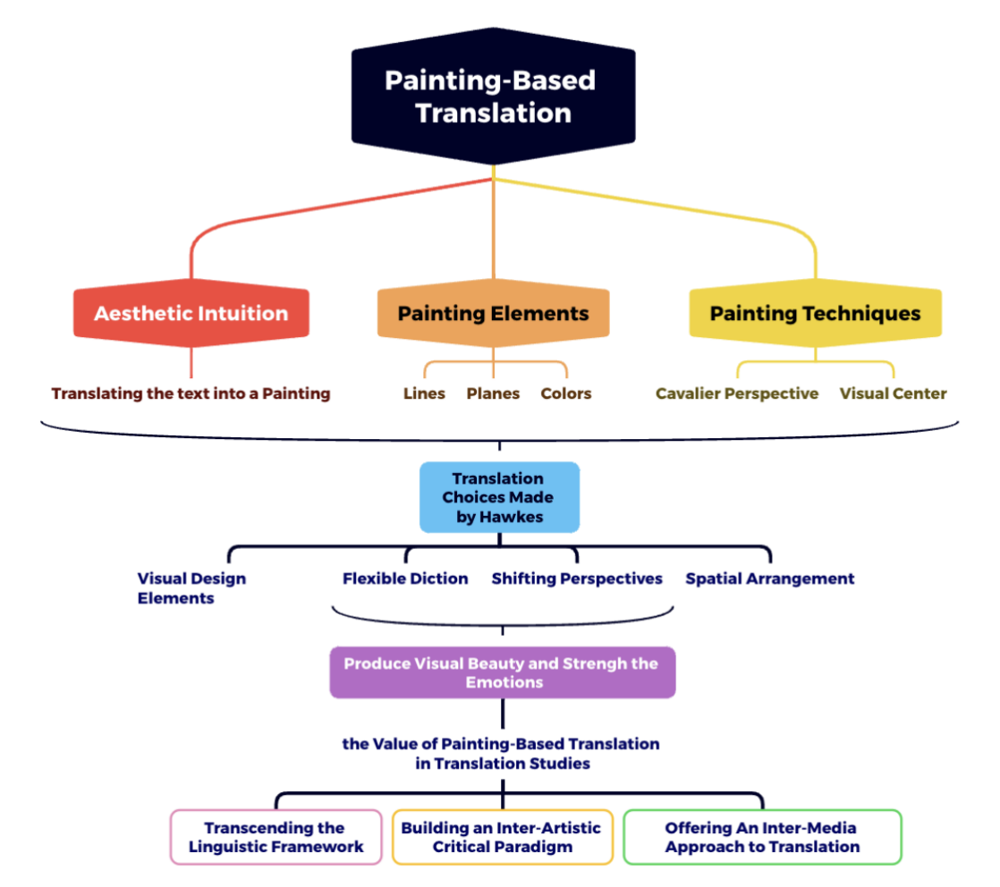 Painting-Based
Translation
Aesthetic Intuition
Painting Elements
Painting Techniques
Translating the text into a Painting
Lines
Planes
Colors
Cavalier Perspective
Visual Center
Translation
Choices Made
by Hawkes
Visual Design
Elements
Flexible Diction
Shifting Perspectives
Spatial Arrangement
Produce Visual Beauty and Strengh the
Emotions
the Value of Painting-Based Translation
in Translation Studies
Transcending the
Linguistic Framework
Building an Inter-Artistic
Critical Paradigm
Offering An Inter-Media
Approach to Translation